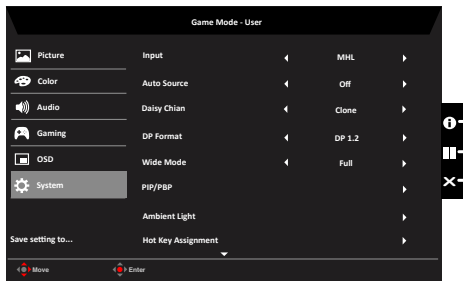 Game Mode - User
Picture
Color
Audio
Gaming
OSD
System
Save setting to...
Input MHL
Auto Source Off
Daisy Chian Clone
DP Format DP 1.2
Wide Mode Full
PIP/PBP
Ambient Light
Hot Key Assignment
Move Enter